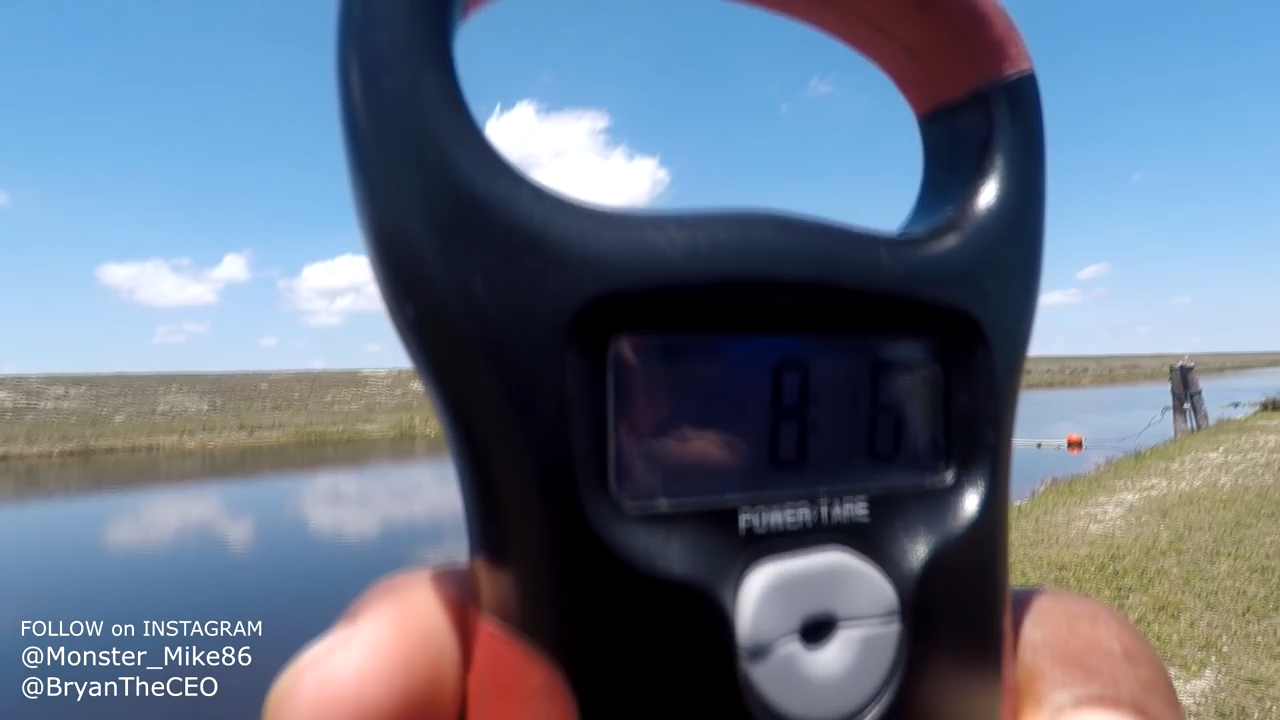 8 6
POWER/TARE
FOLLOW on INSTAGRAM
@Monster_Mike86
@BryanTheCEO